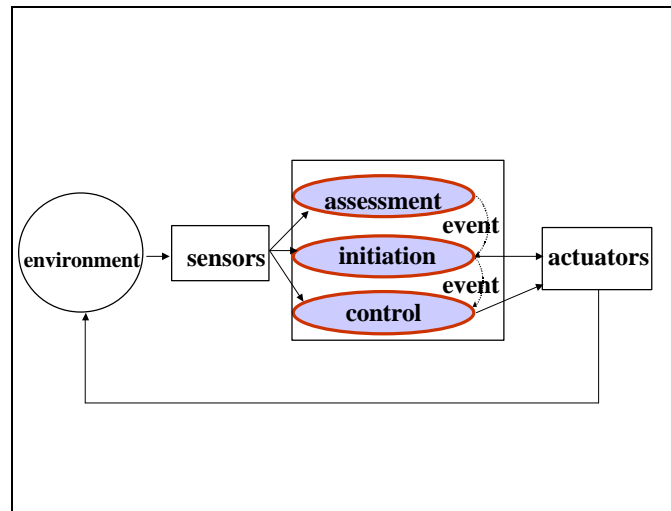 assessment
event
environment
sensors
initiation
actuators
event
control